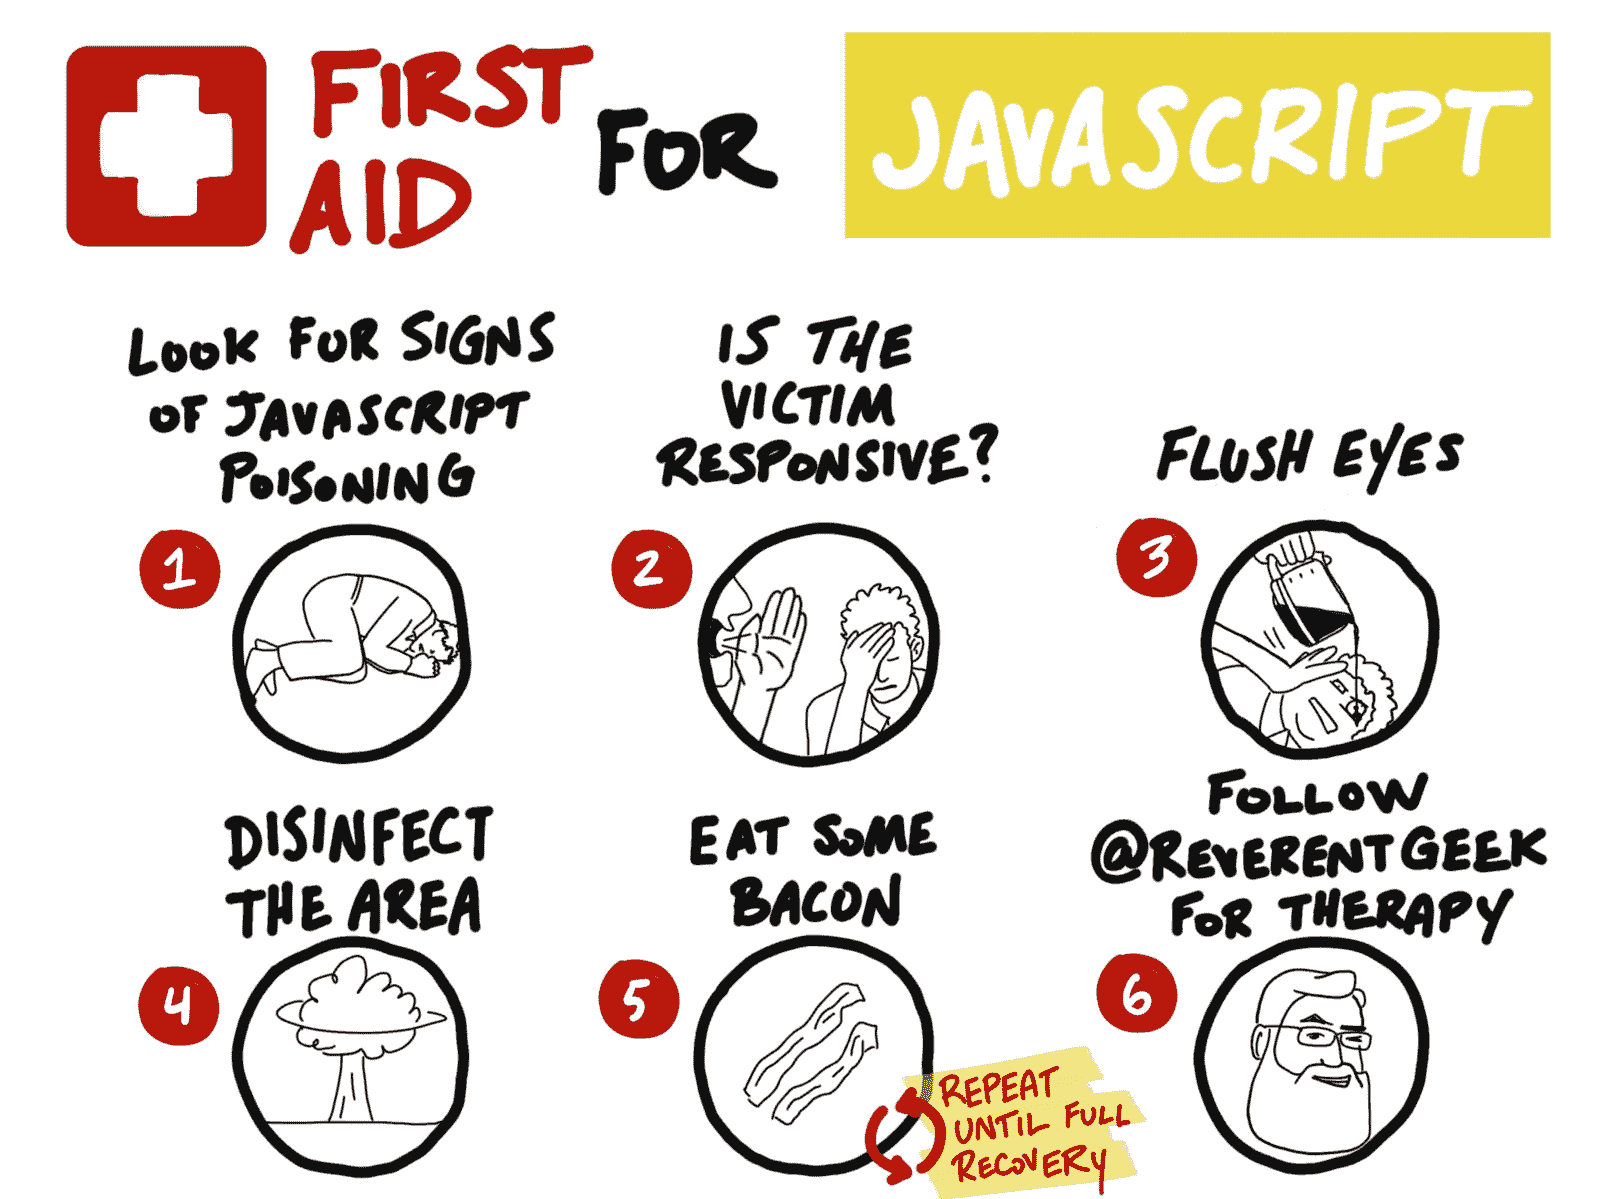 FIRST
AID
FOR
JAVASCRIPT
LOOK FOR SIGNS
OF JAVASCRIPT
POISONING
1
IS THE
VICTIM
RESPONSIVE?
2
FLUSH EYES
3
DISINFECT
THE AREA
4
EAT SOME
BACON
5
REPEAT
UNTIL FULL
RECOVERY
FOLLOW
@REVERENTGEEK
FOR THERAPY
6